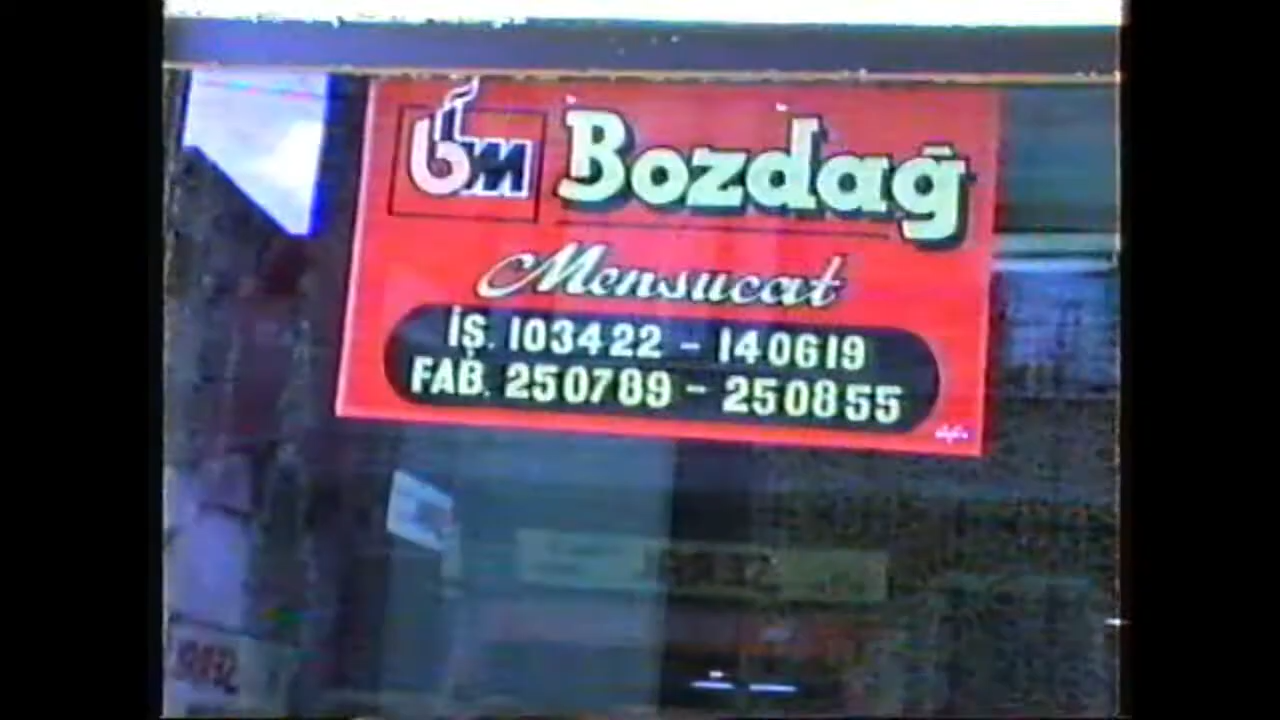 bm Bozdağ
Mensucat
İŞ. 103422 - 140619
FAB. 250789 - 250855